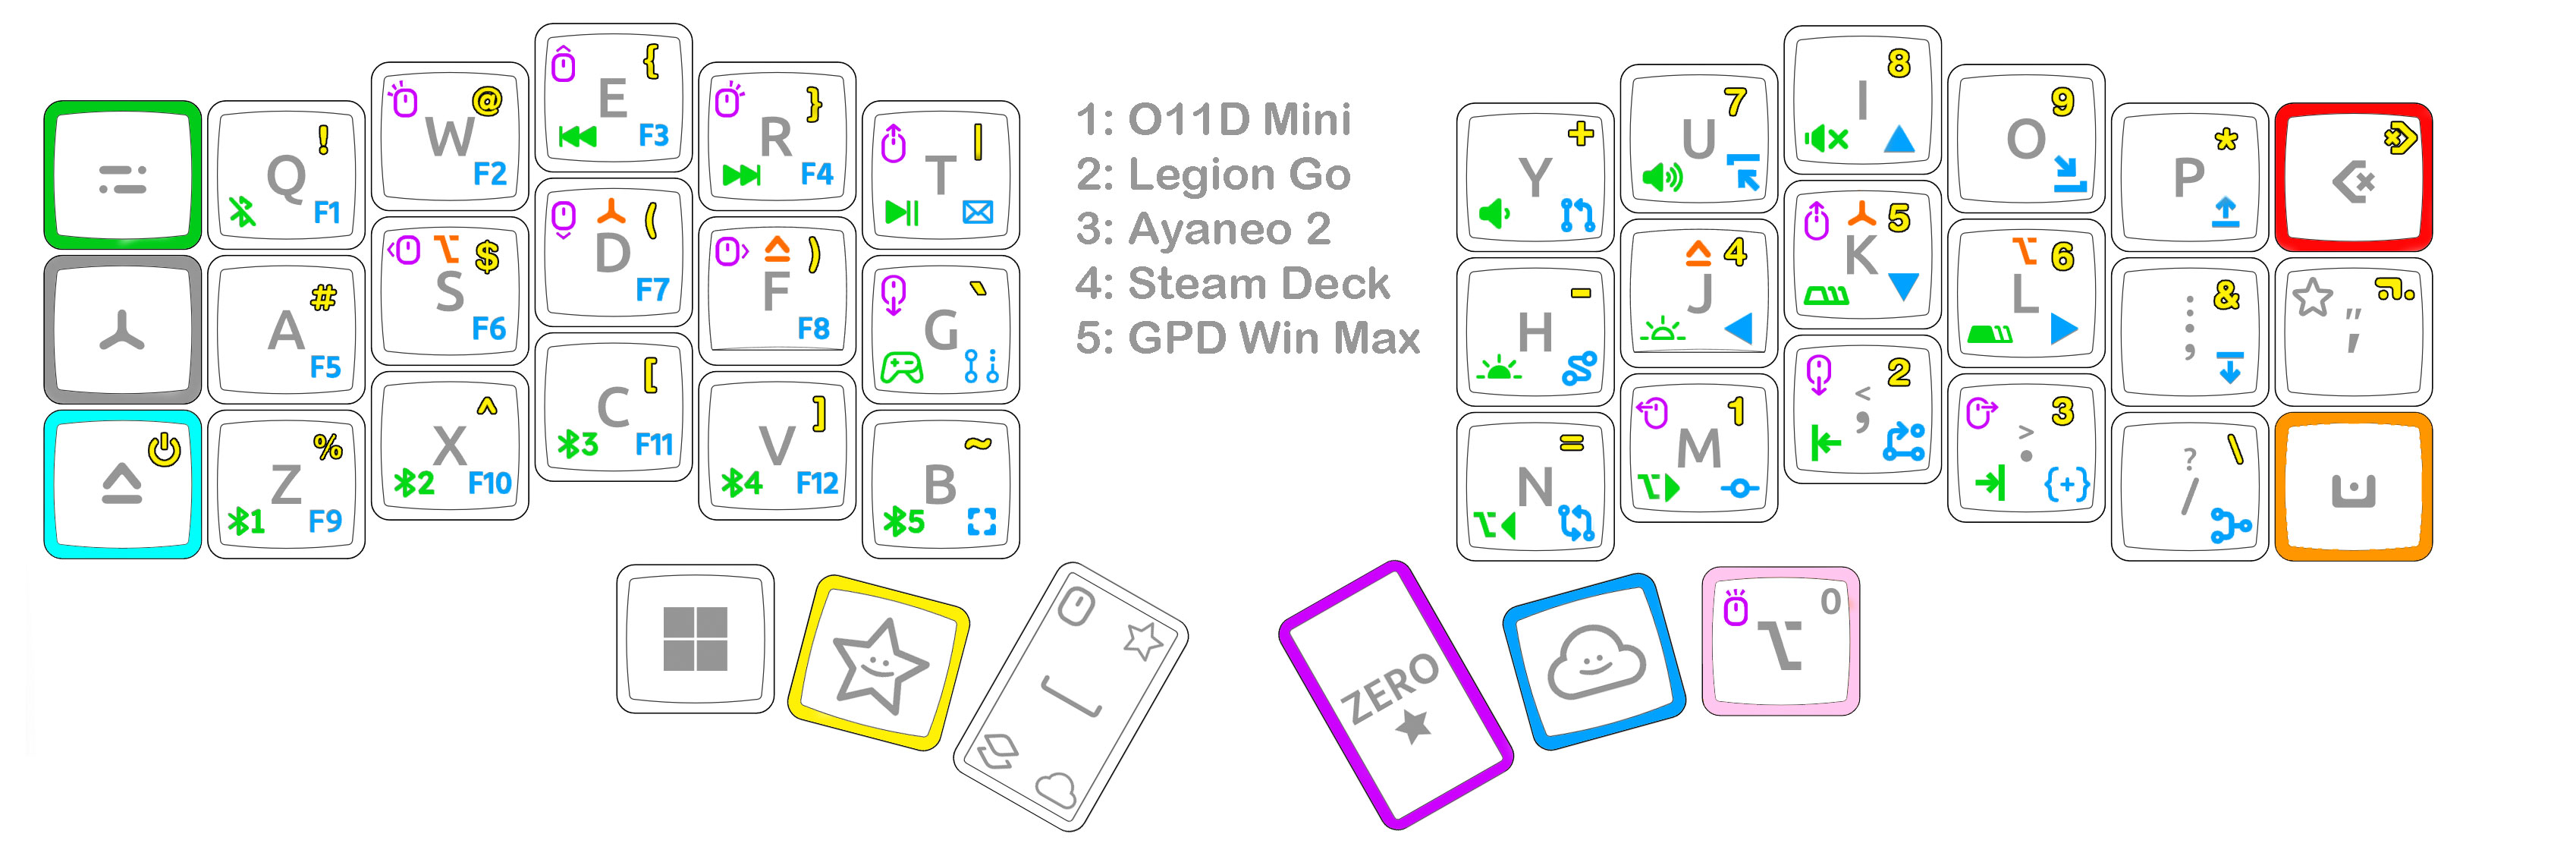 ! Q F1
@ W F2
{ E F3
} R F4
| T
1: O11D Mini
2: Legion Go
3: Ayaneo 2
4: Steam Deck
5: GPD Win Max
+ Y
7 U
8 I
9 O
* P
# A F5
$ S F6
( D F7
) F F8
` G
- H
4 J
5 K
6 L
& : ;
" '
% Z 1 F9
^ X 2 F10
[ C 3 F11
] V 4 F12
~ B 5
= N
1 M
2 < ,
3 > . {+}
\ ? /
ZERO
0